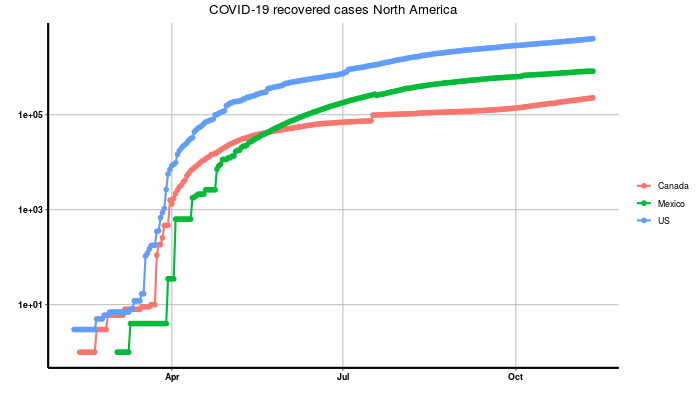 COVID-19 recovered cases North America
1e+05
1e+03
1e+01
Apr Jul Oct
Canada
Mexico
US